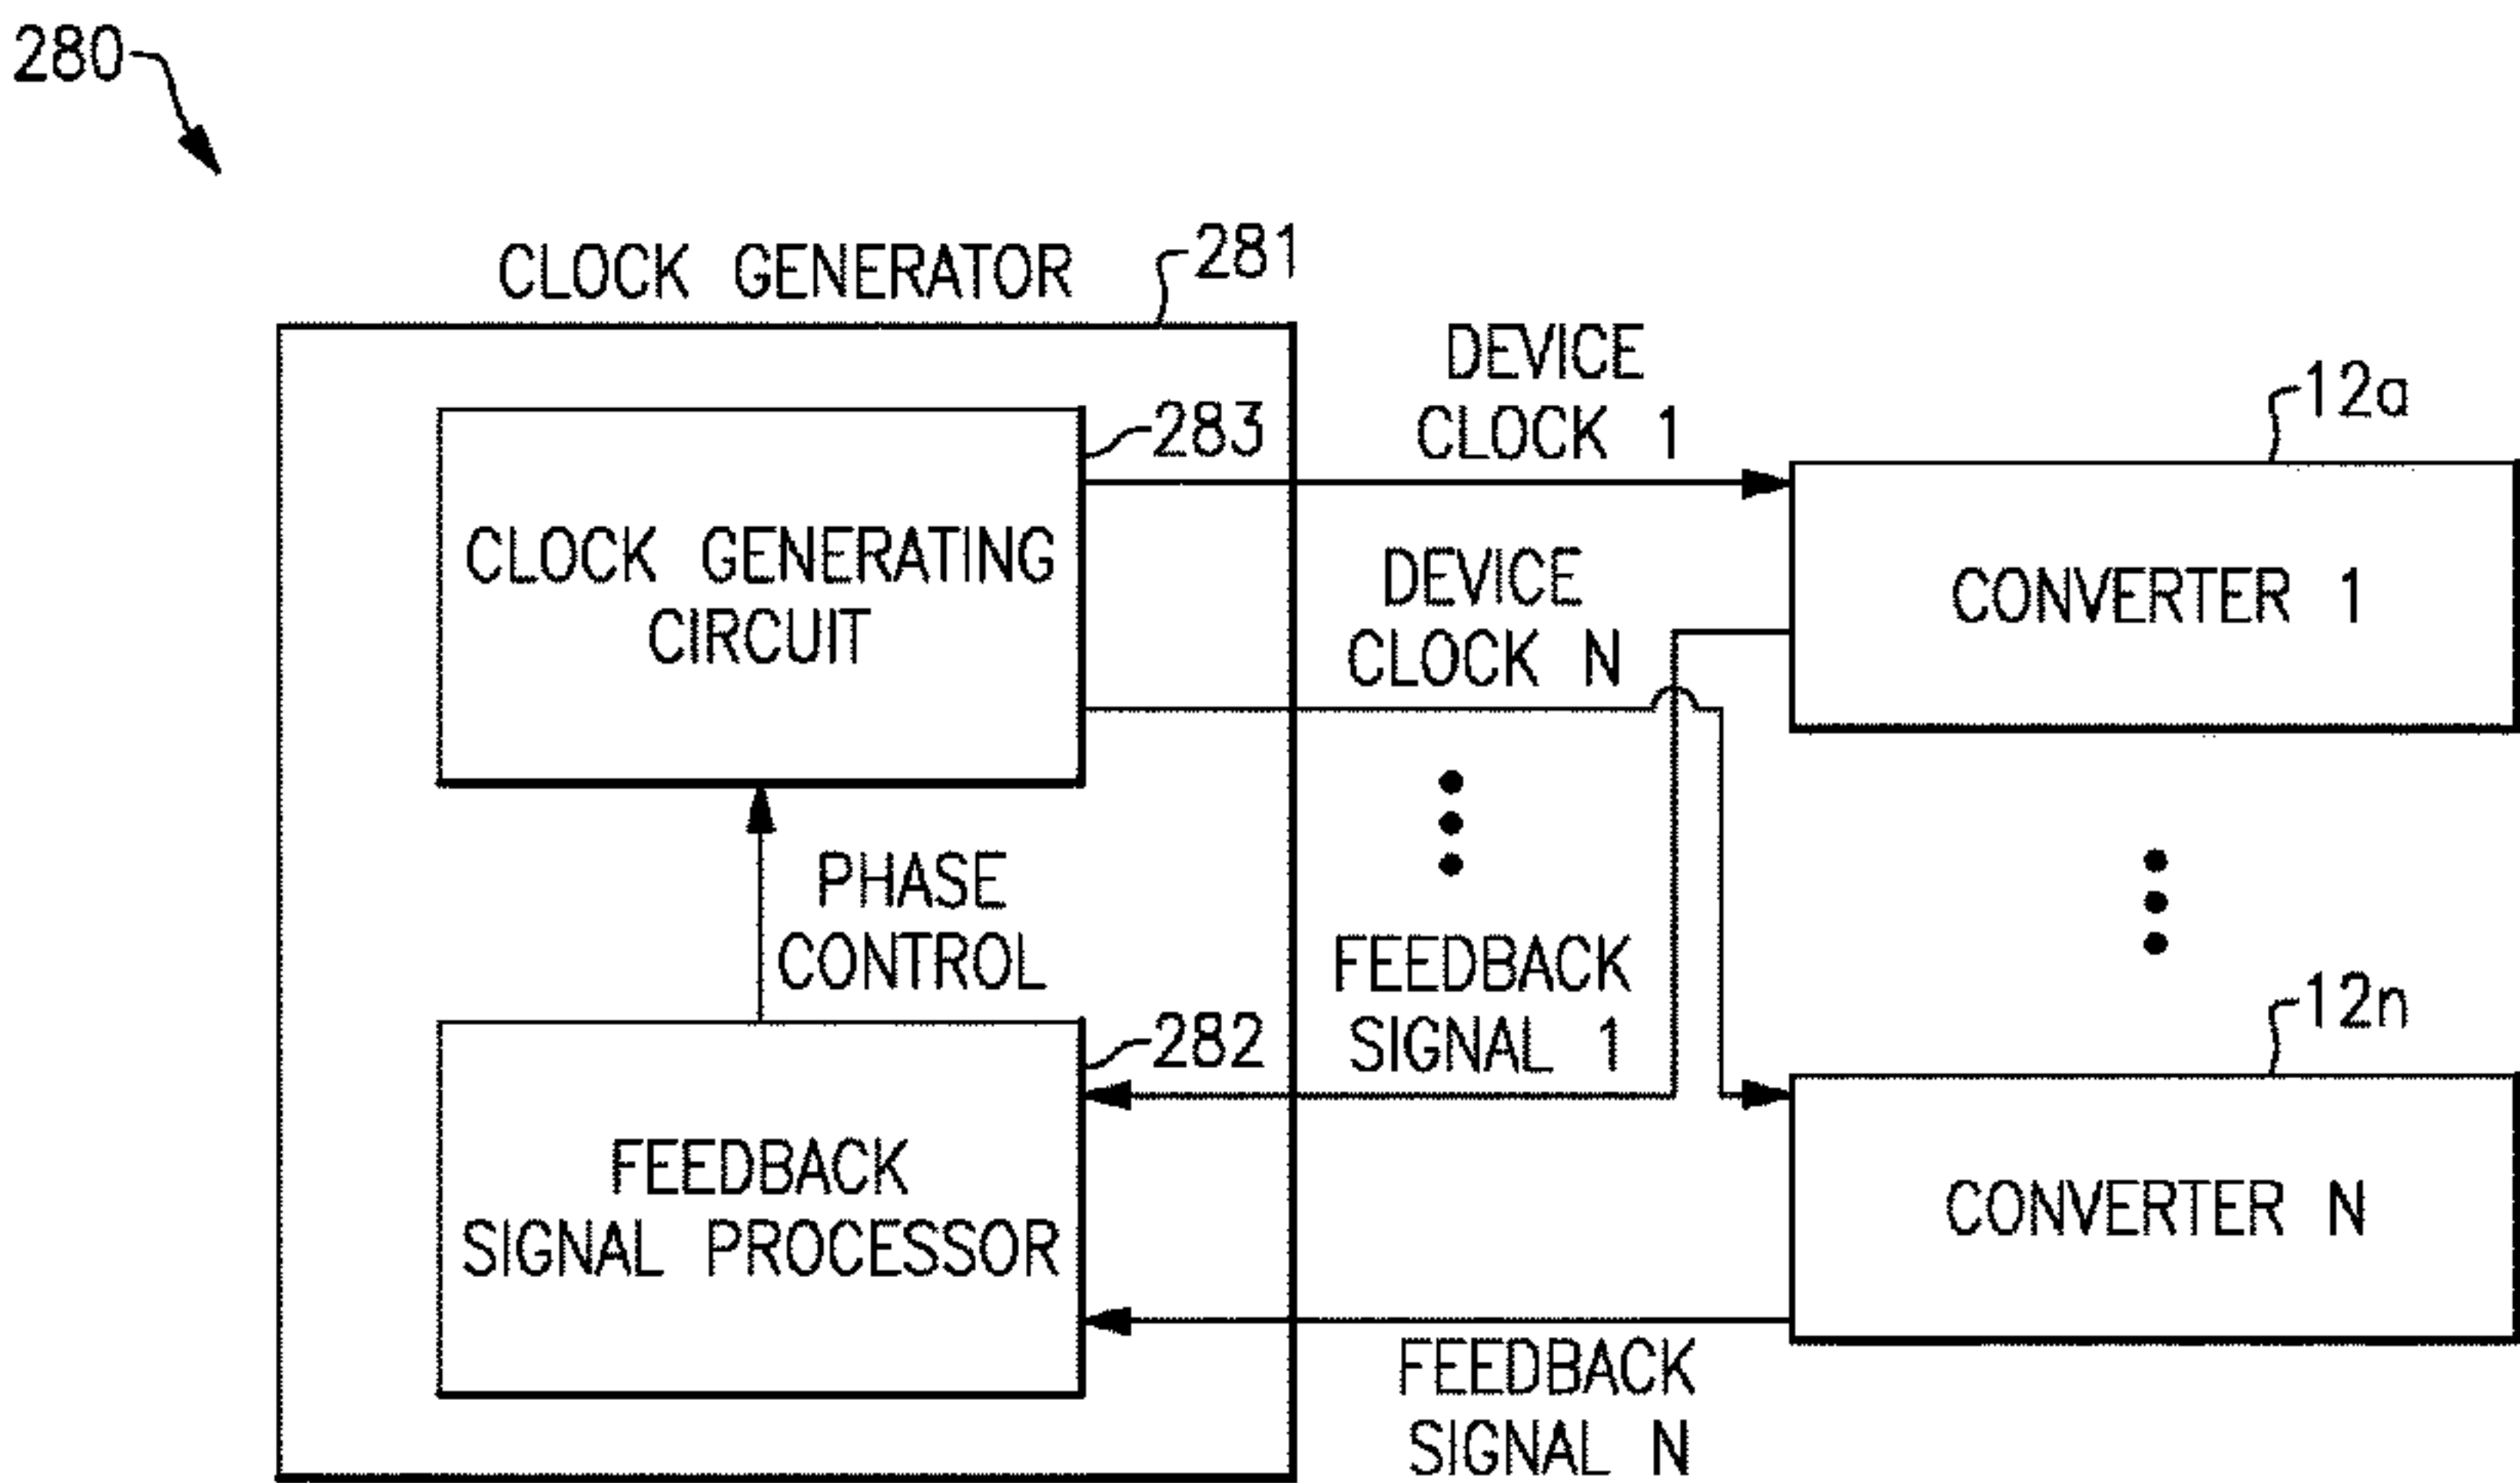 280
CLOCK GENERATOR
281
DEVICE
CLOCK 1
12a
283
CLOCK GENERATING
CIRCUIT
DEVICE
CLOCK N
CONVERTER 1
PHASE
CONTROL
FEEDBACK
SIGNAL 1
12n
282
FEEDBACK
SIGNAL PROCESSOR
CONVERTER N
FEEDBACK
SIGNAL N